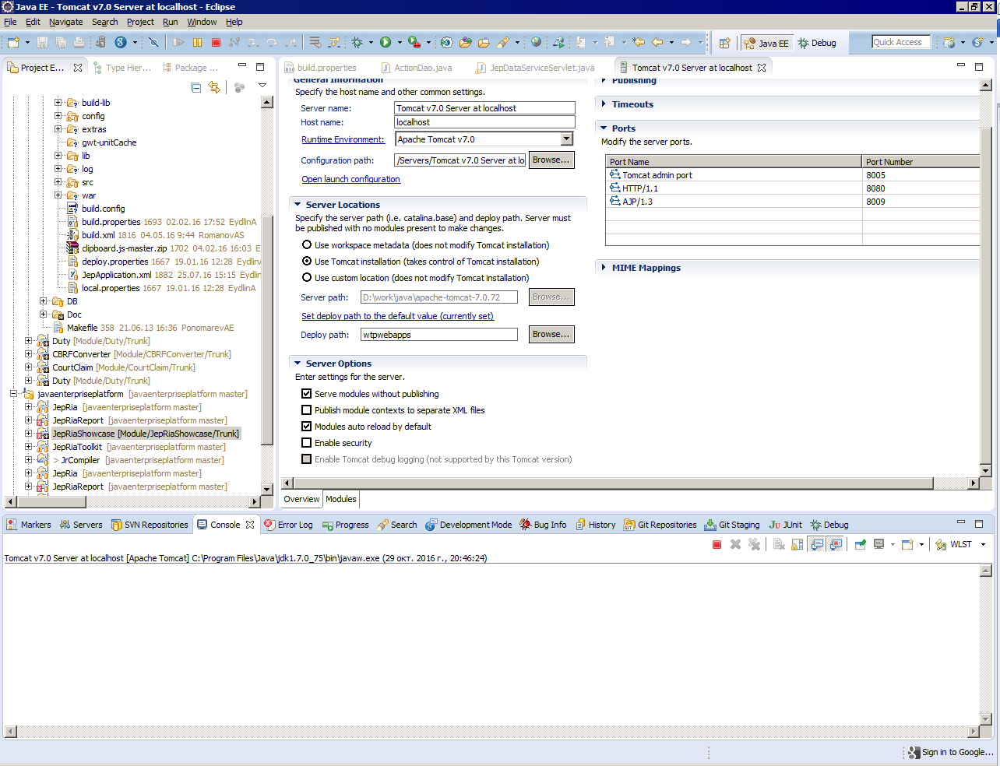 Java EE - Tomcat v7.0 Server at localhost - Eclipse
File Edit Navigate Search Project Run Window Help
Quick Access
Java EE
Debug
Project E...
Type Hier...
Package ...
build-lib
config
extras
gwt-unitCache
lib
log
src
war
build.config
build.properties 1693 02.02.16 17:52 EydlinA
build.xml 1816 04.05.16 9:44 RomanovAS
clipboard.js-master.zip 1702 04.02.16 16:03 E
deploy.properties 1667 19.01.16 12:28 EydlinA
JepApplication.xml 1882 25.07.16 15:15 Eydlin
local.properties 1667 19.01.16 12:28 EydlinA
DB
Doc
Makefile 358 21.06.13 16:36 PonomarevAE
Duty [Module/Duty/Trunk]
CBRFConverter [Module/CBRFConverter/Trunk]
CourtClaim [Module/CourtClaim/Trunk]
Duty [Module/Duty/Trunk]
javaenterpriseplatform [javaenterpriseplatform master]
JepRia [javaenterpriseplatform master]
JepRiaReport [javaenterpriseplatform master]
JepRiaShowcase [Module/JepRiaShowcase/Trunk]
JepRiaToolkit [javaenterpriseplatform master]
> JrCompiler [javaenterpriseplatform master]
JepRia [javaenterpriseplatform master]
JepRiaReport [javaenterpriseplatform master]
build.properties
ActionDao.java
JepDataServiceServlet.java
Tomcat v7.0 Server at localhost
General Information
Specify the host name and other common settings.
Server name: Tomcat v7.0 Server at localhost
Host name: localhost
Runtime Environment: Apache Tomcat v7.0
Configuration path: /Servers/Tomcat v7.0 Server at lo Browse...
Open launch configuration
Server Locations
Specify the server path (i.e. catalina.base) and deploy path. Server must
be published with no modules present to make changes.
Use workspace metadata (does not modify Tomcat installation)
Use Tomcat installation (takes control of Tomcat installation)
Use custom location (does not modify Tomcat installation)
Server path: D:\work\java\apache-tomcat-7.0.72 Browse...
Set deploy path to the default value (currently set)
Deploy path: wtpwebapps Browse...
Server Options
Enter settings for the server.
Serve modules without publishing
Publish module contexts to separate XML files
Modules auto reload by default
Enable security
Enable Tomcat debug logging (not supported by this Tomcat version)
Publishing
Timeouts
Ports
Modify the server ports.
Port Name Port Number
Tomcat admin port 8005
HTTP/1.1 8080
AJP/1.3 8009
MIME Mappings
Overview Modules
Markers Servers SVN Repositories Console Error Log Progress Search Development Mode Bug Info History Git Repositories Git Staging JUnit Debug
WLST
Tomcat v7.0 Server at localhost [Apache Tomcat] C:\Program Files\Java\jdk1.7.0_75\bin\javaw.exe (29 окт. 2016 г., 20:46:24)
Sign in to Google...